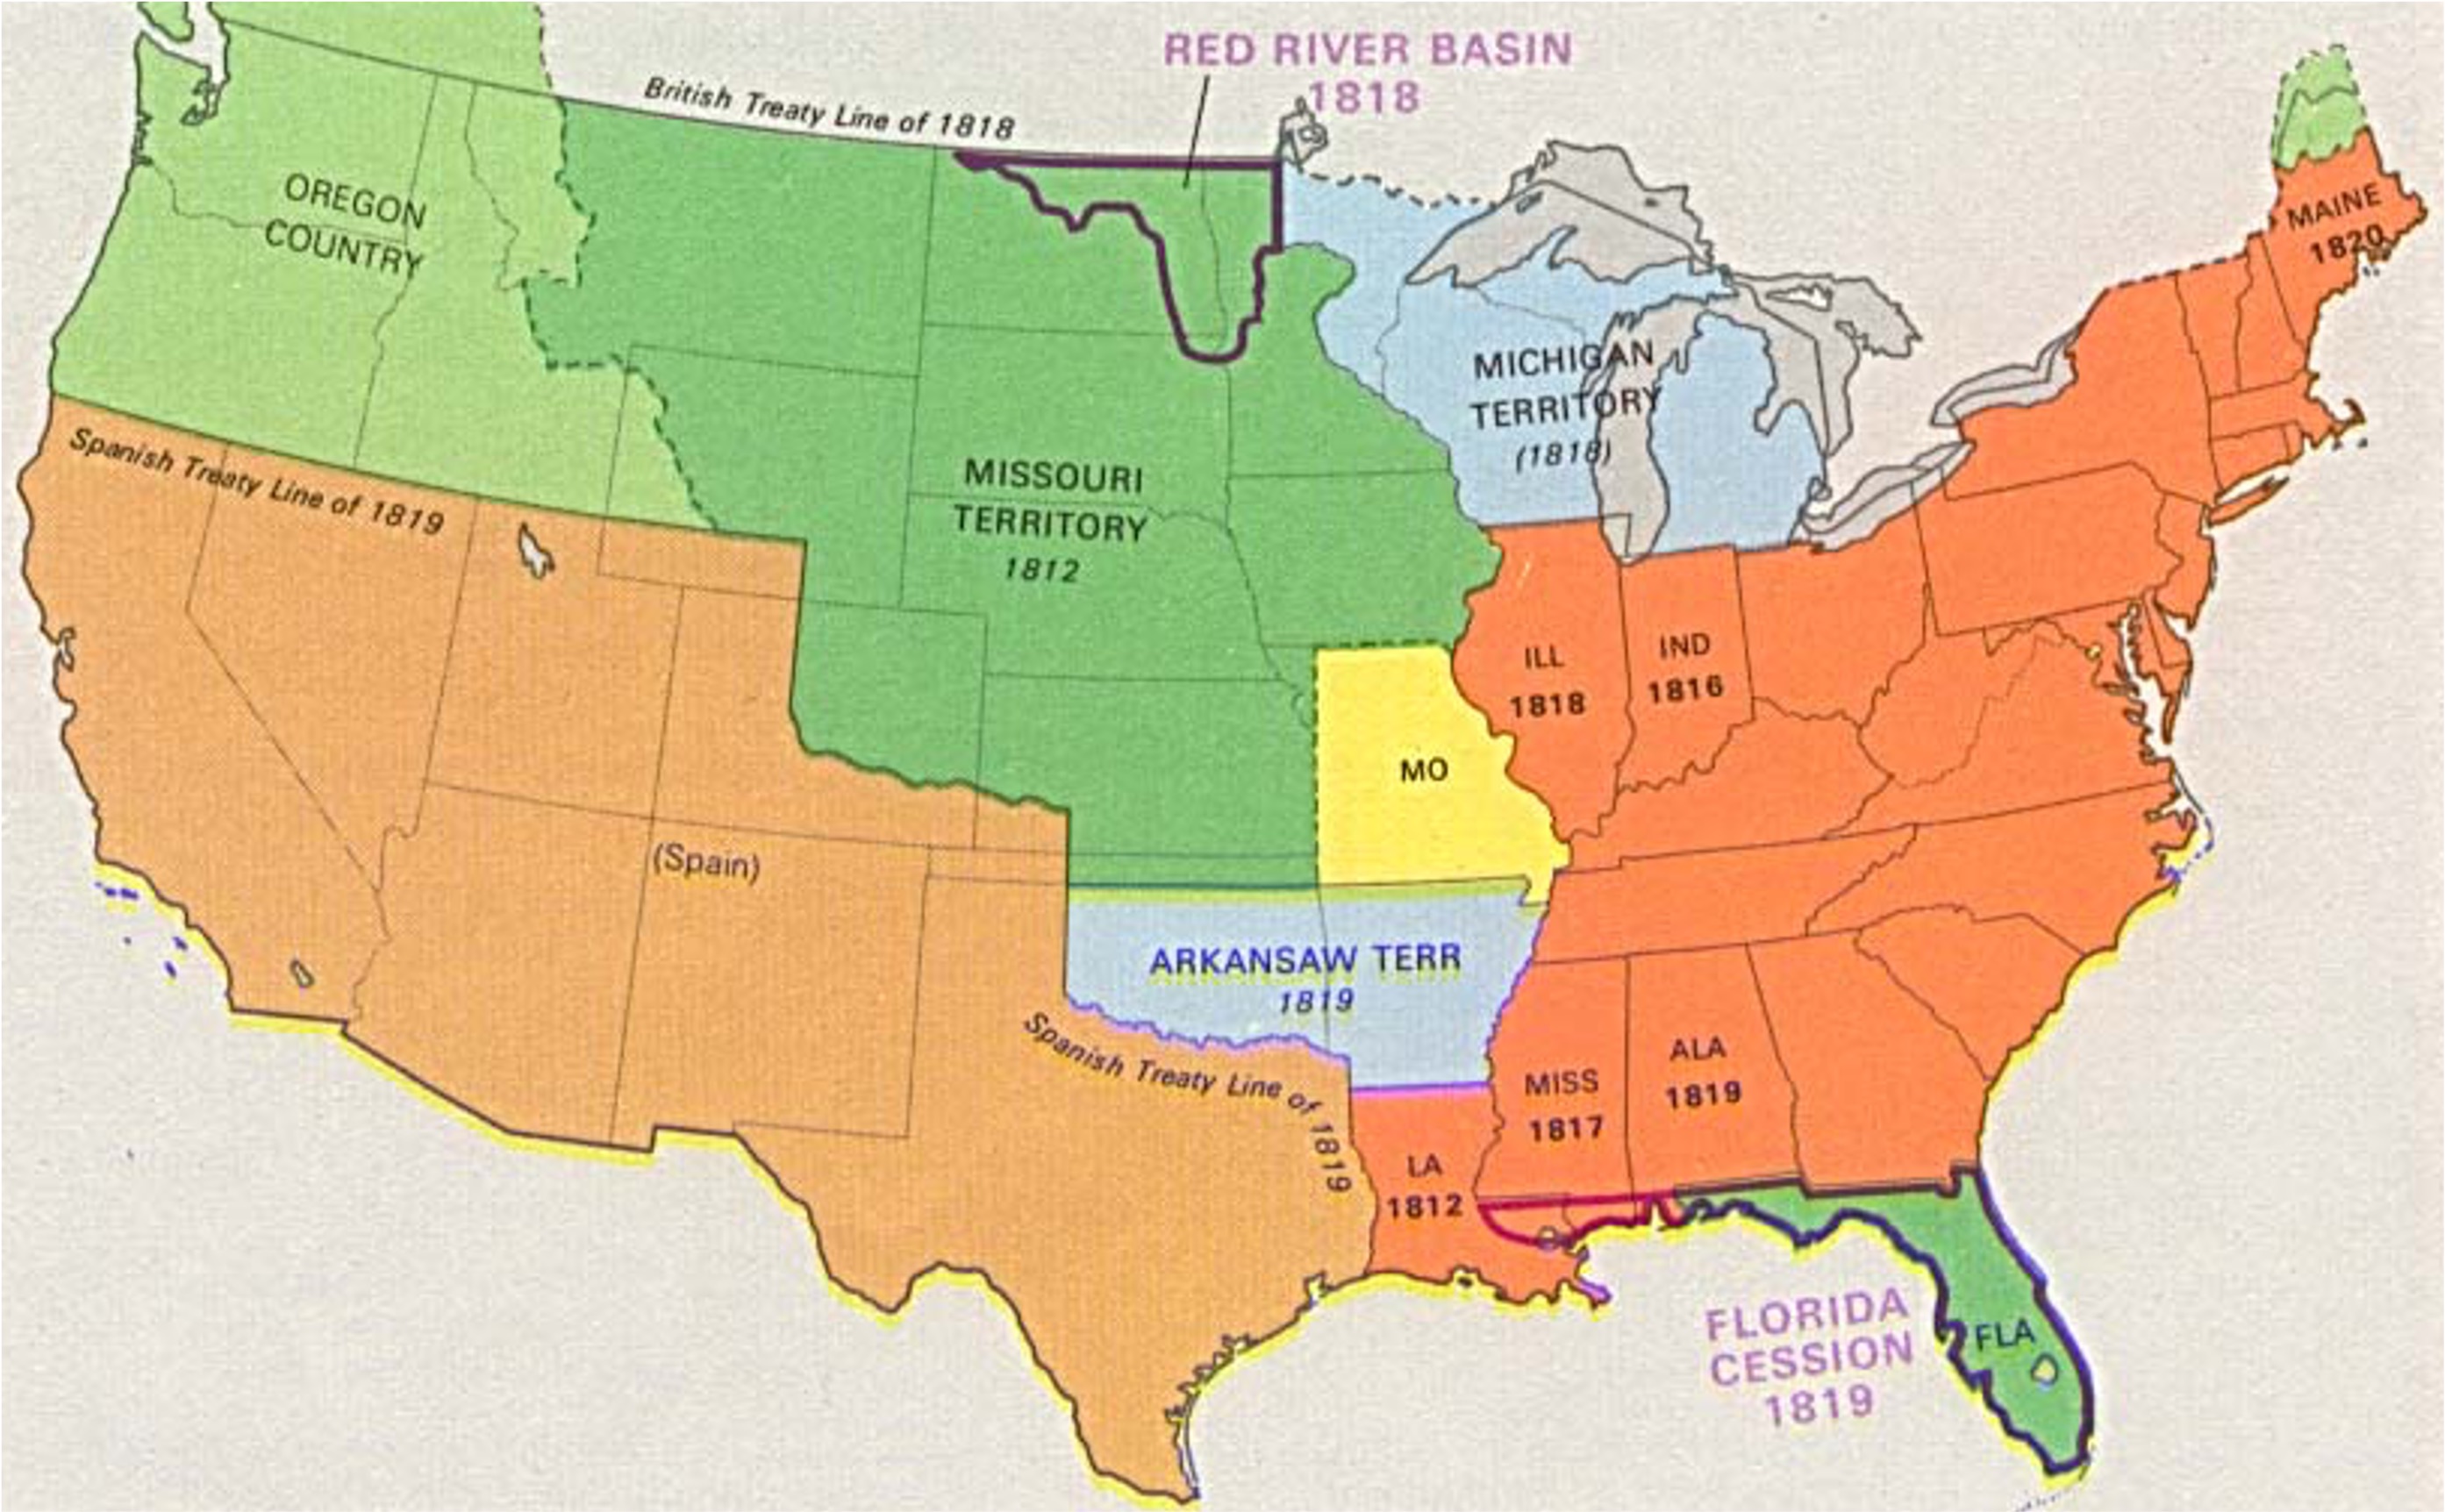 RED RIVER BASIN
1818
British Treaty Line of 1818
OREGON
COUNTRY
MAINE
1820
MICHIGAN
TERRITORY
(1818)
Spanish Treaty Line of 1819
MISSOURI
TERRITORY
1812
ILL
1818
IND
1816
MO
(Spain)
ARKANSAW TERR
1819
Spanish Treaty Line of 1819
MISS
1817
ALA
1819
LA
1812
FLORIDA
CESSION
1819
FLA